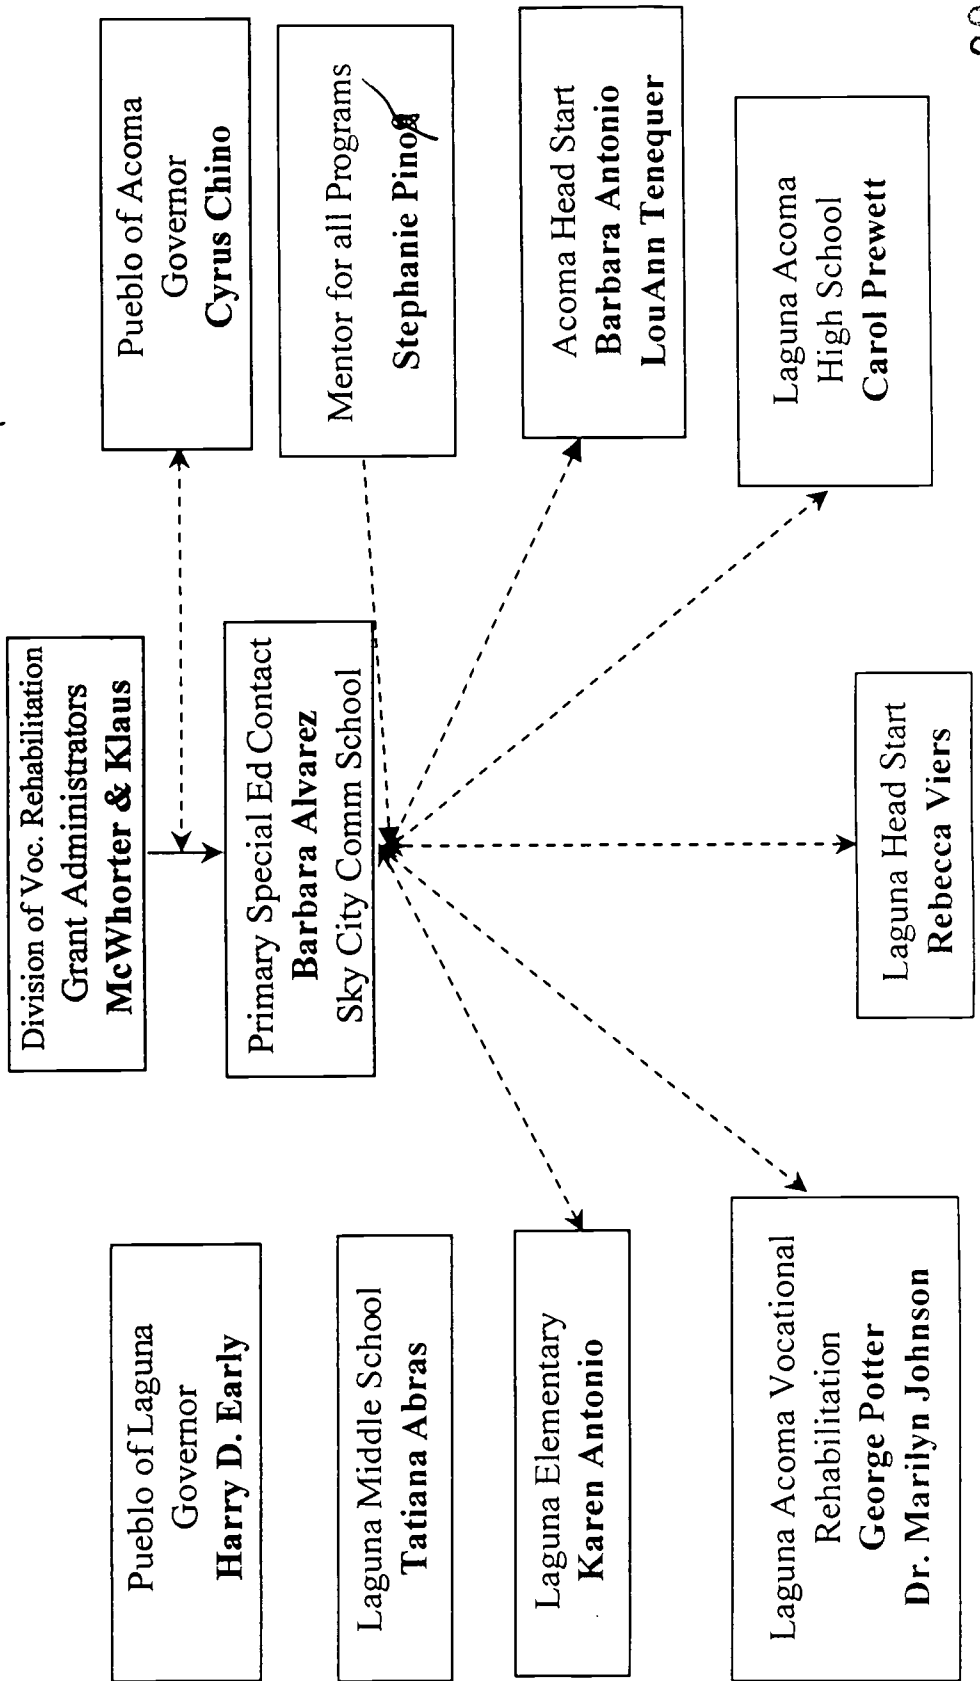 Division of Voc. Rehabilitation
Grant Administrators
McWhorter & Klaus
Pueblo of Laguna
Governor
Harry D. Early
Pueblo of Acoma
Governor
Cyrus Chino
Primary Special Ed Contact
Barbara Alvarez
Sky City Comm School
Laguna Middle School
Tatiana Abras
Mentor for all Programs
Stephanie Pino
Laguna Elementary
Karen Antonio
Acoma Head Start
Barbara Antonio
LouAnn Tenequer
Laguna Acoma Vocational
Rehabilitation
George Potter
Dr. Marilyn Johnson
Laguna Head Start
Rebecca Viers
Laguna Acoma
High School
Carol Prewett